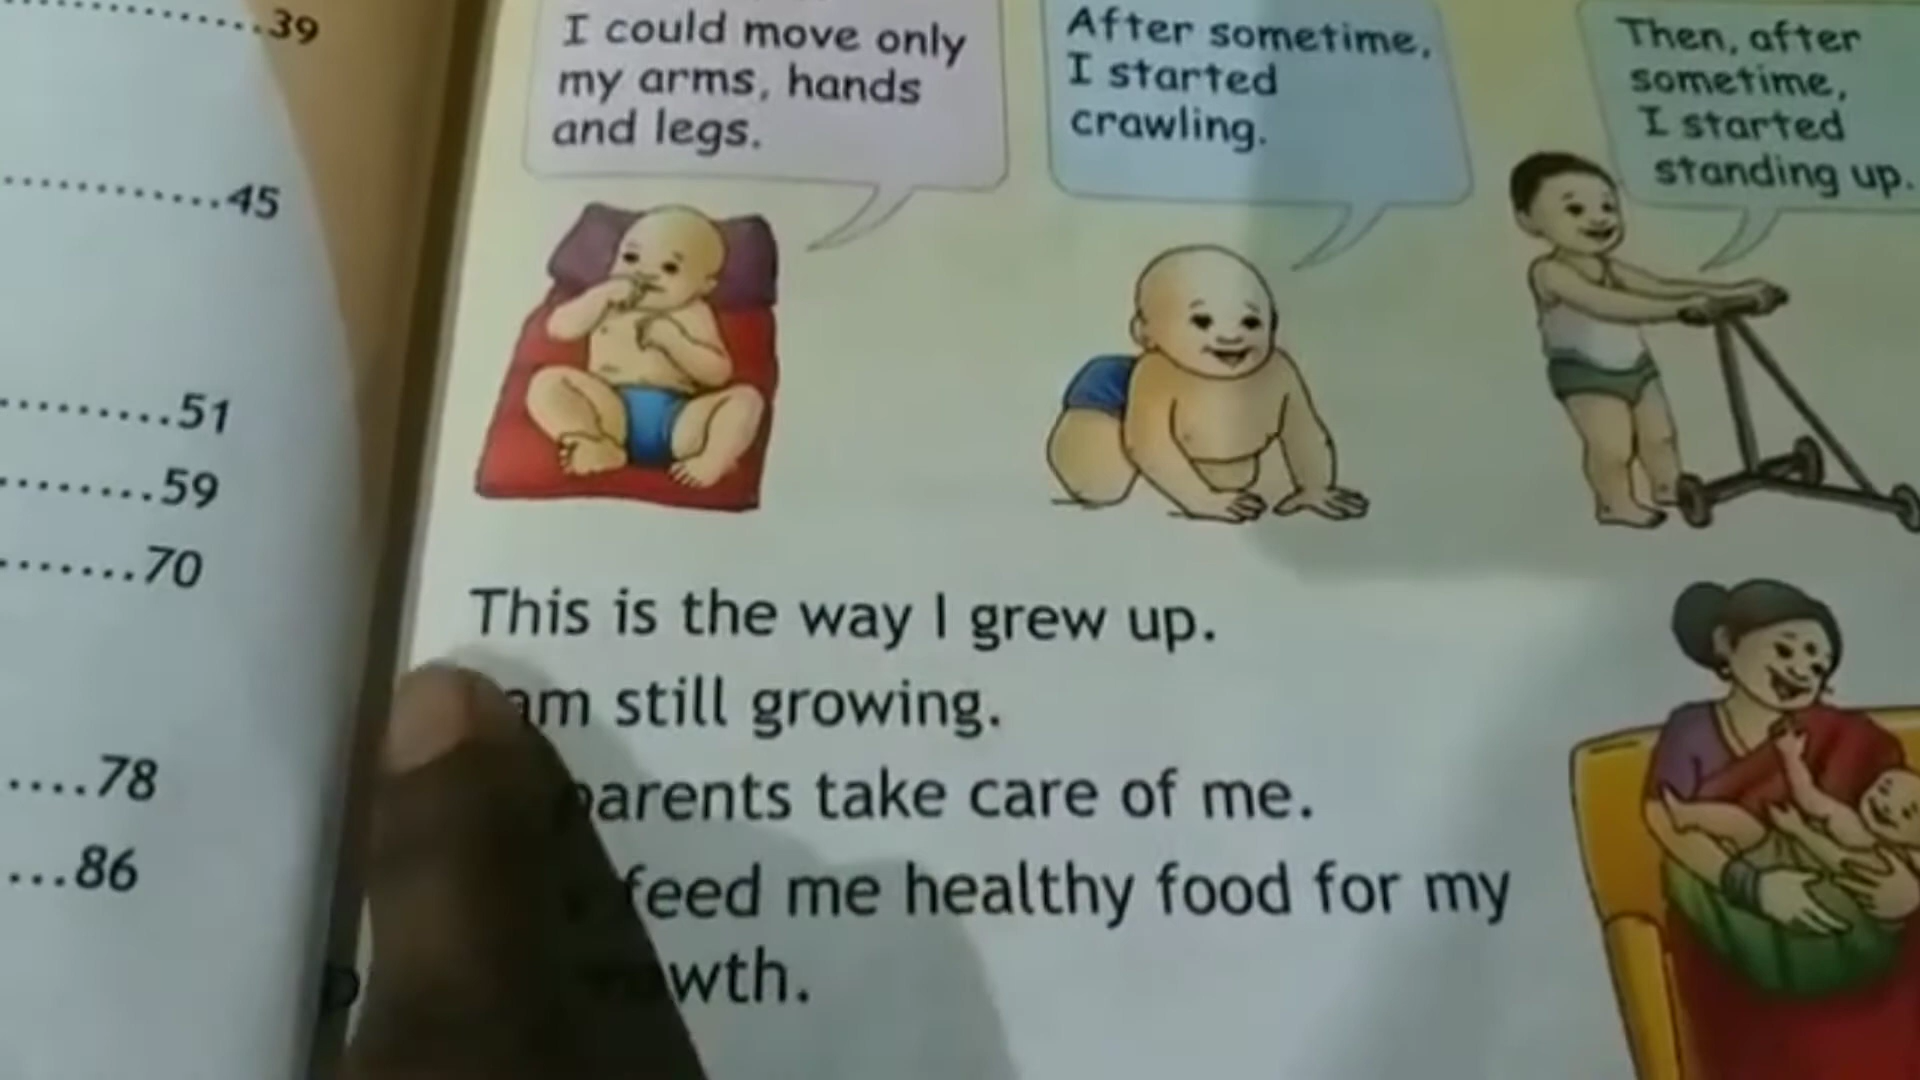 ..............39
............45
.........51
........59
.......70
....78
...86
I could move only
my arms, hands
and legs.
After sometime,
I started
crawling.
Then, after
sometime,
I started
standing up.
This is the way I grew up.
am still growing.
parents take care of me.
feed me healthy food for my
wth.